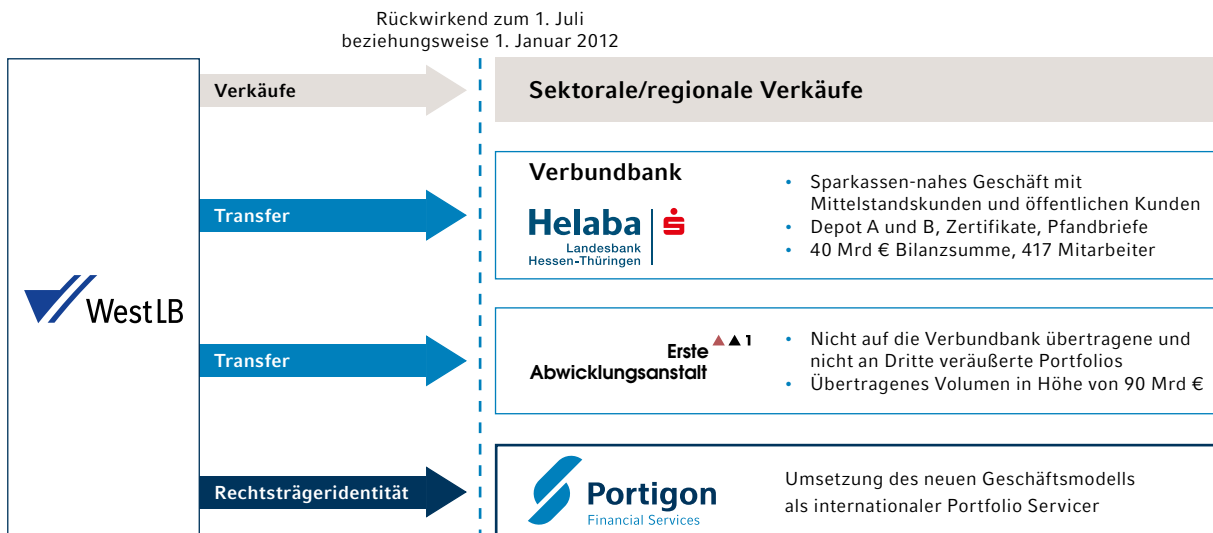 Rückwirkend zum 1. Juli
beziehungsweise 1. Januar 2012
WestLB
Verkäufe
Sektorale/regionale Verkäufe
Transfer
Verbundbank
Helaba
Landesbank
Hessen-Thüringen
• Sparkassen-nahes Geschäft mit
Mittelstandskunden und öffentlichen Kunden
• Depot A und B, Zertifikate, Pfandbriefe
• 40 Mrd € Bilanzsumme, 417 Mitarbeiter
Transfer
Erste 1
Abwicklungsanstalt
• Nicht auf die Verbundbank übertragene und
nicht an Dritte veräußerte Portfolios
• Übertragenes Volumen in Höhe von 90 Mrd €
Rechtsträgeridentität
Portigon
Financial Services
Umsetzung des neuen Geschäftsmodells
als internationaler Portfolio Servicer